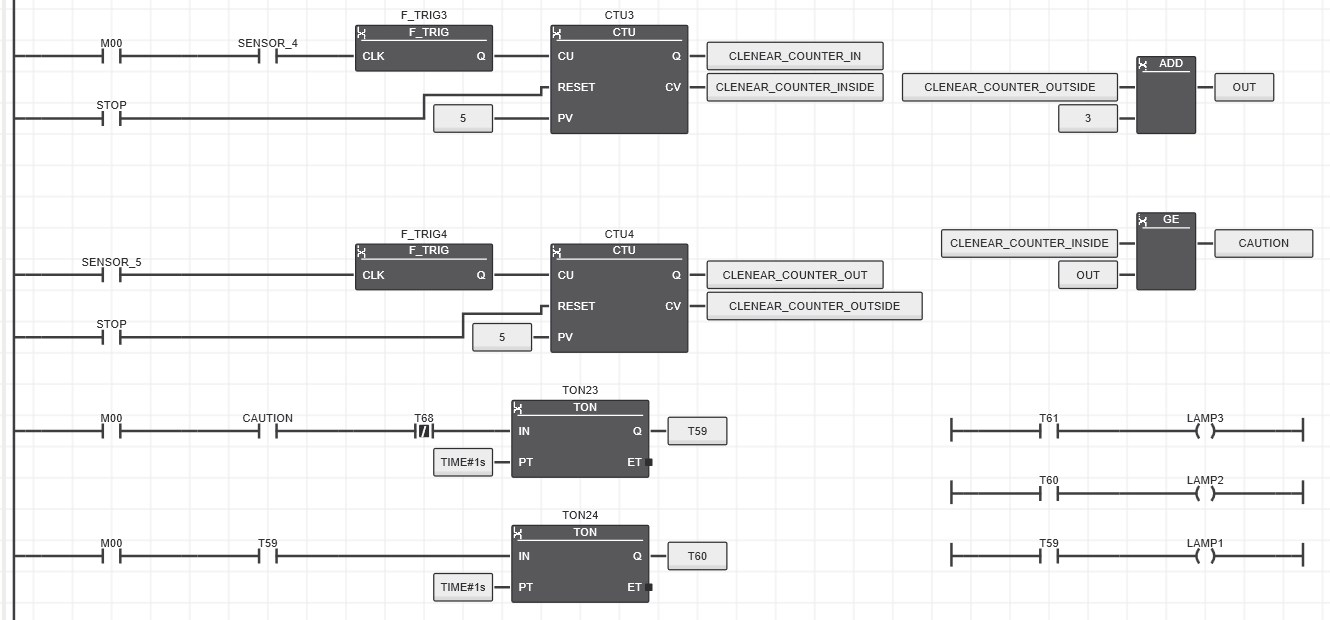 F_TRIG3
CTU3
F_TRIG
CTU
ADD
M00
SENSOR_4
CLK
Q
CU
Q
CLENEAR_COUNTER_IN
STOP
RESET
CV
CLENEAR_COUNTER_INSIDE
CLENEAR_COUNTER_OUTSIDE
OUT
5
PV
3
F_TRIG4
CTU4
F_TRIG
CTU
GE
SENSOR_5
CLK
Q
CU
Q
CLENEAR_COUNTER_OUT
CLENEAR_COUNTER_INSIDE
CAUTION
OUT
STOP
RESET
CV
CLENEAR_COUNTER_OUTSIDE
5
PV
TON23
TON
M00
CAUTION
T68
IN
Q
T59
TIME#1s
PT
ET
T61
LAMP3
T60
LAMP2
TON24
TON
M00
T59
IN
Q
T60
TIME#1s
PT
ET
T59
LAMP1